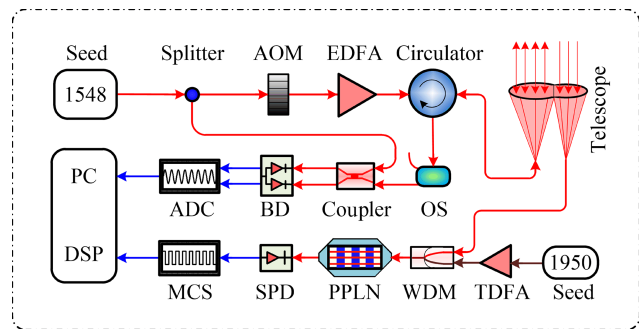 Seed Splitter AOM EDFA Circulator
1548
Telescope
PC
ADC BD Coupler OS
DSP
1950
MCS SPD PPLN WDM TDFA Seed